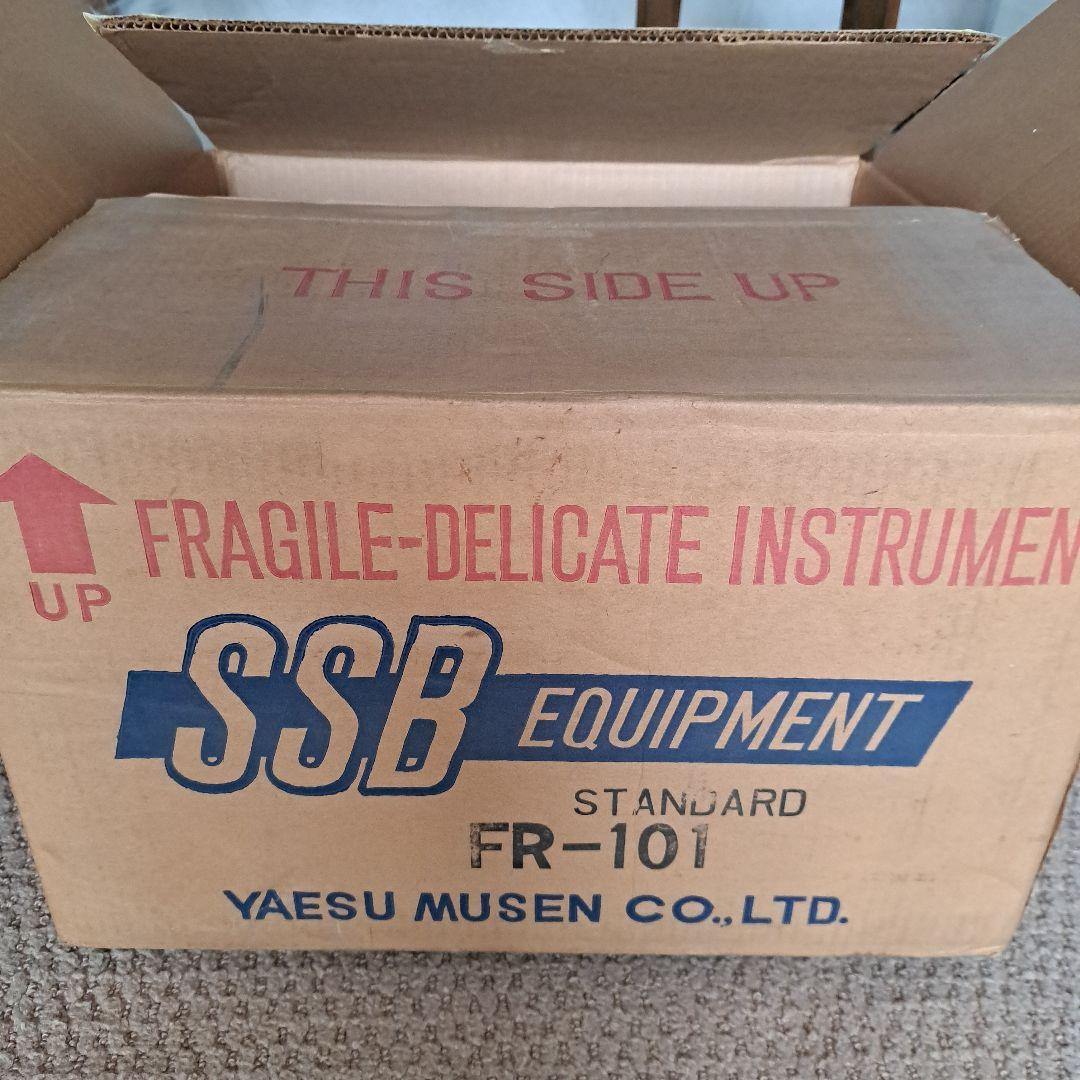 THIS SIDE UP
FRAGILE-DELICATE INSTRUMEN
UP
SSB EQUIPMENT
STANDARD
FR-101
YAESU MUSEN CO., LTD.